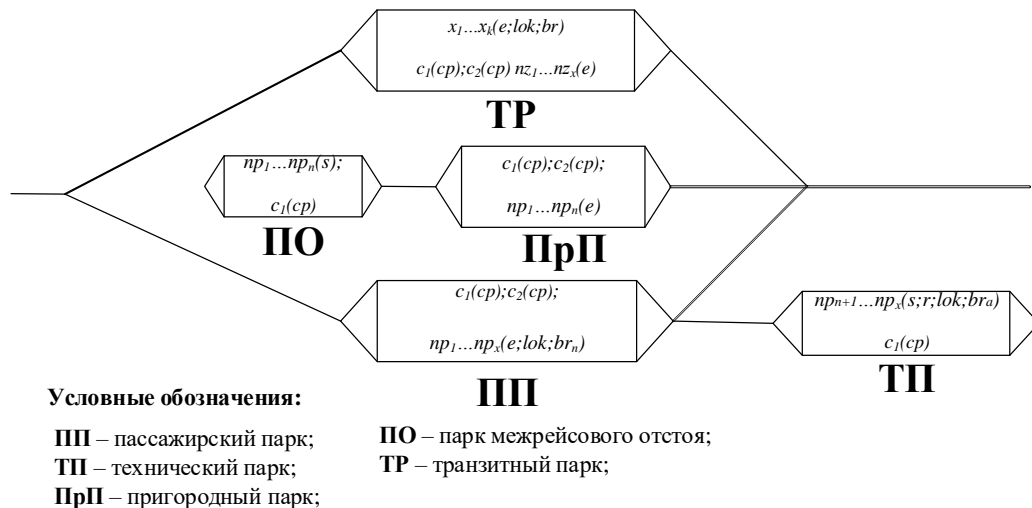 x1...xk(e;lok;br)
c1(cp);c2(cp) nz1...nzx(e)
ТР
np1...npn(s);
c1(cp)
ПО
c1(cp);c2(cp);
np1...npn(e)
ПрП
c1(cp);c2(cp);
np1...npx(e;lok;brn)
ПП
npn+1...npx(s;r;lok;bra)
c1(cp)
ТП
Условные обозначения:
ПП – пассажирский парк;
ТП – технический парк;
ПрП – пригородный парк;
ПО – парк межрейсового отстоя;
ТР – транзитный парк;